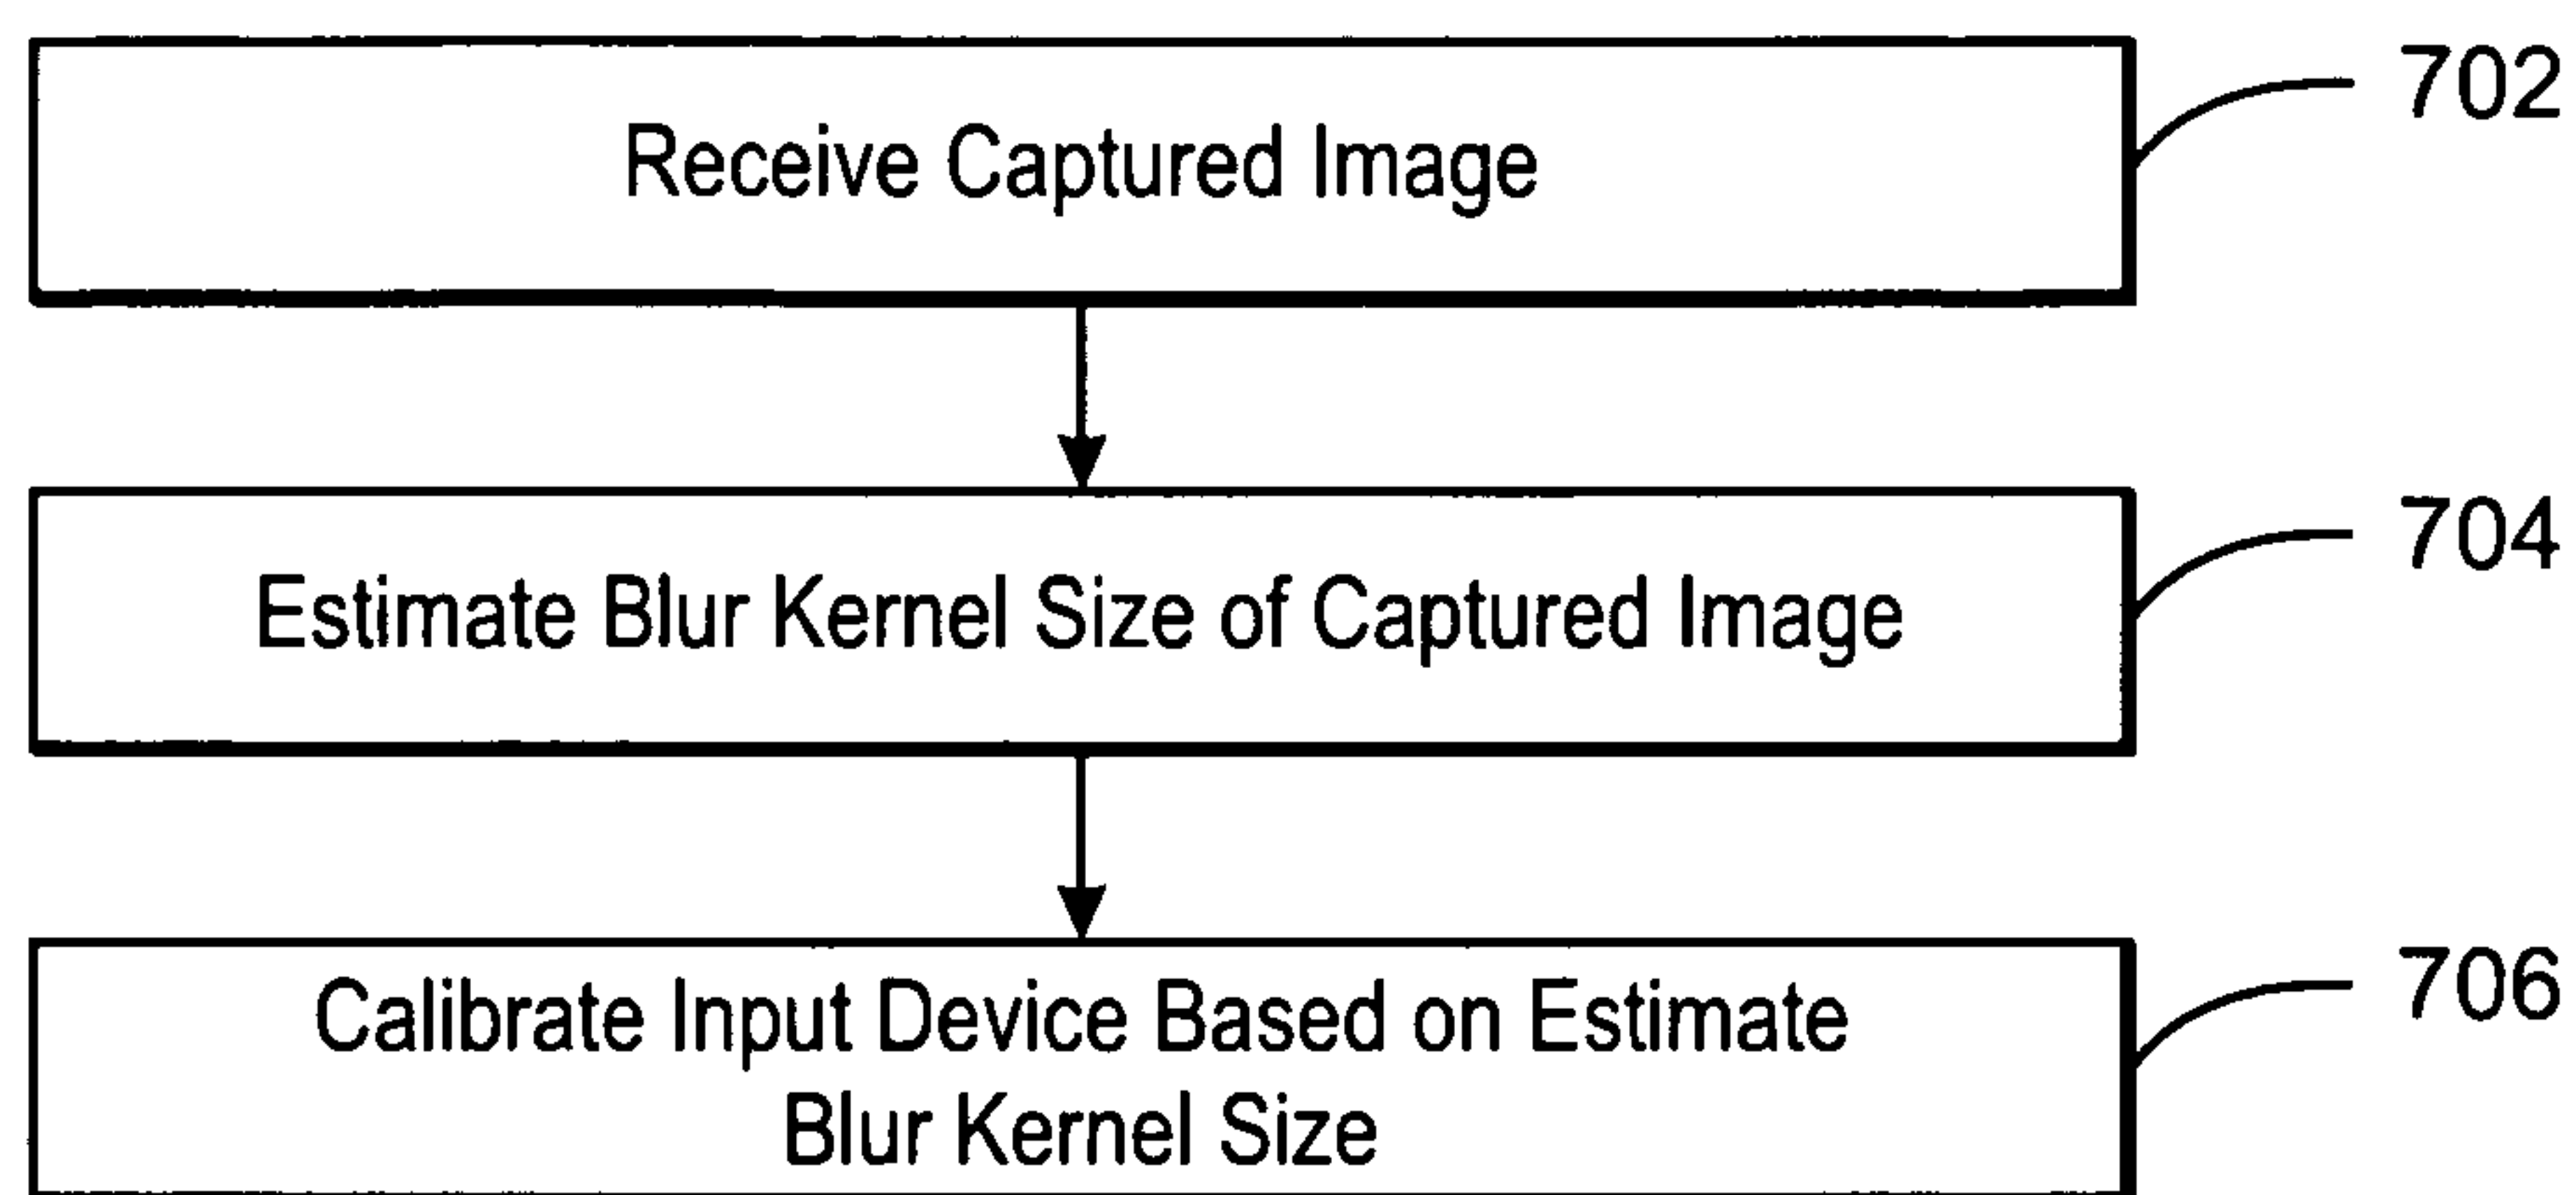 Receive Captured Image
702
Estimate Blur Kernel Size of Captured Image
704
Calibrate Input Device Based on Estimate
Blur Kernel Size
706